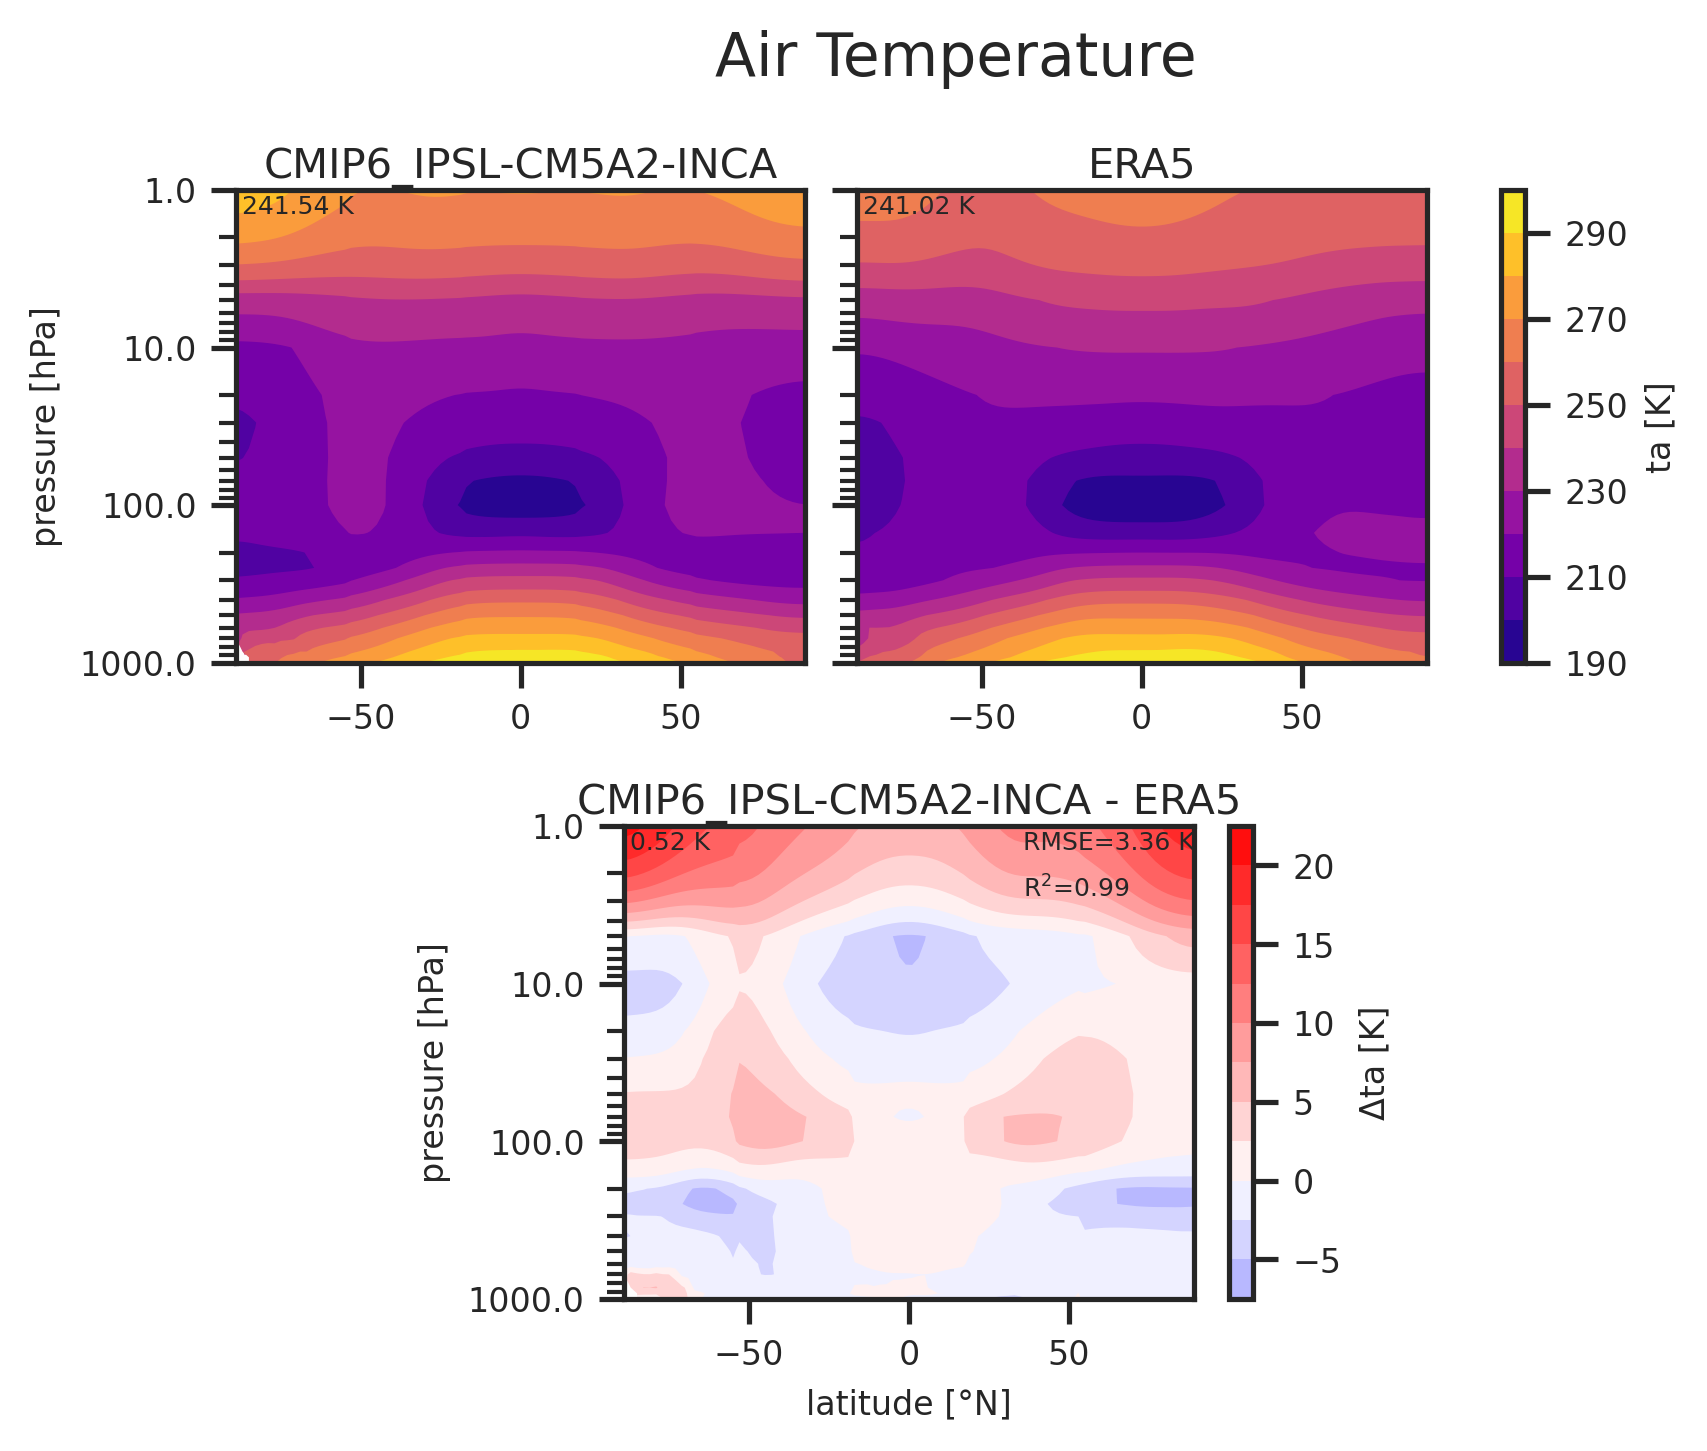 Air Temperature
CMIP6_IPSL-CM5A2-INCA
ERA5
241.54 K
241.02 K
1.0
10.0
100.0
1000.0
pressure [hPa]
−50
0
50
−50
0
50
290
270
250
230
210
190
ta [K]
CMIP6_IPSL-CM5A2-INCA - ERA5
0.52 K
RMSE=3.36 K
R²=0.99
1.0
10.0
100.0
1000.0
pressure [hPa]
−50
0
50
latitude [°N]
20
15
10
5
0
−5
Δta [K]